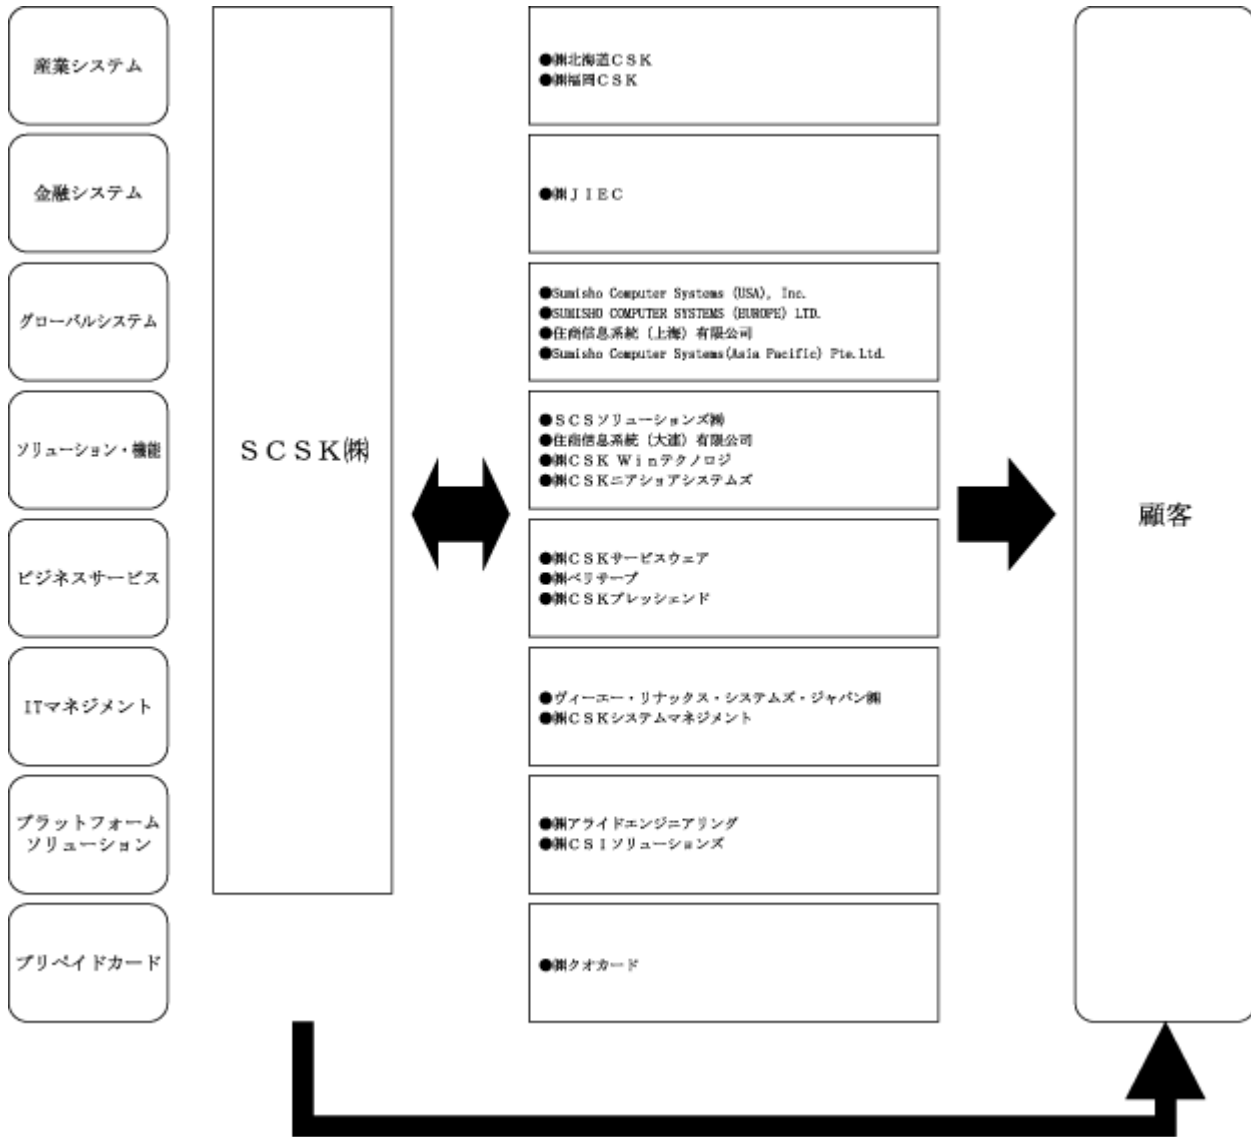 産業システム
●㈱北海道ＣＳＫ
●㈱福岡ＣＳＫ
金融システム
●㈱ＪＩＥＣ
グローバルシステム
●Sumisho Computer Systems (USA), Inc.
●SUMISHO COMPUTER SYSTEMS (EUROPE) LTD.
●住商信息系統（上海）有限公司
●Sumisho Computer Systems(Asia Pacific) Pte.Ltd.
ソリューション・機能
●ＳＣＳソリューションズ㈱
●住商信息系統（大連）有限公司
●㈱ＣＳＫ Ｗｉｎテクノロジ
●㈱ＣＳＫニアショアシステムズ
ＳＣＳＫ㈱
顧客
ビジネスサービス
●㈱ＣＳＫサービスウェア
●㈱ベリサーブ
●㈱ＣＳＫプレッシェンド
ITマネジメント
●ヴィーエー・リナックス・システムズ・ジャパン㈱
●㈱ＣＳＫシステムマネジメント
プラットフォーム
ソリューション
●㈱アライドエンジニアリング
●㈱ＣＳＩソリューションズ
プリペイドカード
●㈱クオカード